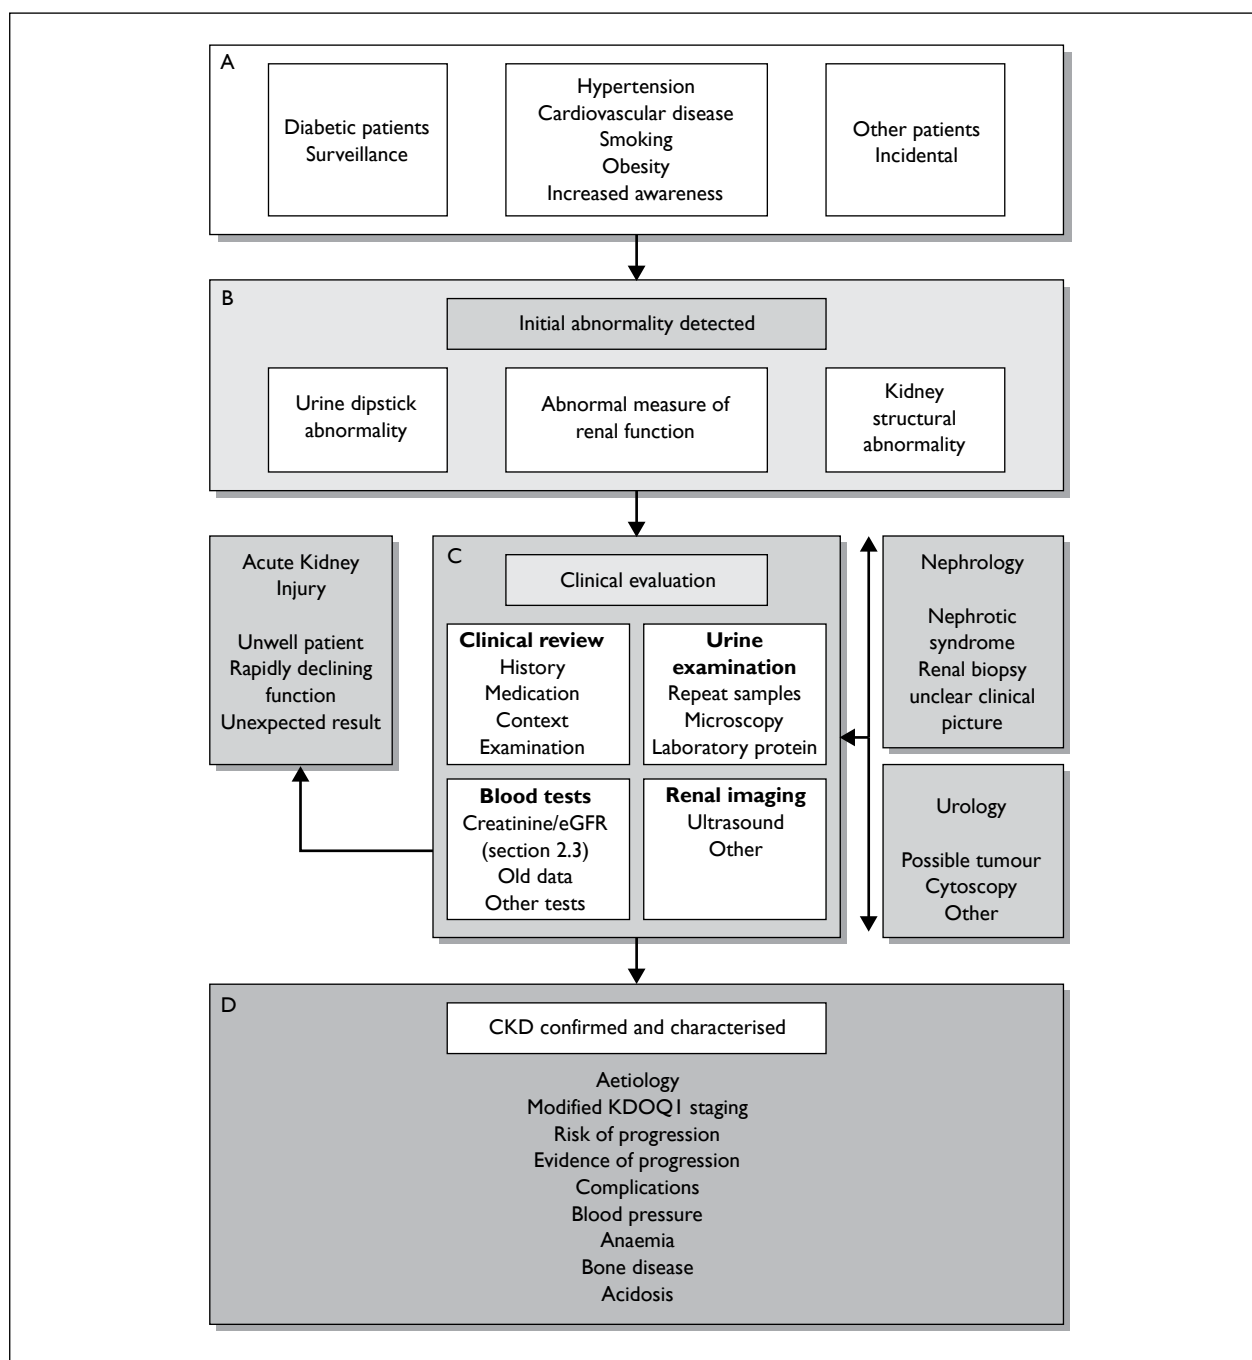 A
Diabetic patients
Surveillance
Hypertension
Cardiovascular disease
Smoking
Obesity
Increased awareness
Other patients
Incidental
B
Initial abnormality detected
Urine dipstick
abnormality
Abnormal measure of
renal function
Kidney
structural
abnormality
Acute Kidney
Injury
Unwell patient
Rapidly declining
function
Unexpected result
C
Clinical evaluation
Clinical review
History
Medication
Context
Examination
Urine
examination
Repeat samples
Microscopy
Laboratory protein
Blood tests
Creatinine/eGFR
(section 2.3)
Old data
Other tests
Renal imaging
Ultrasound
Other
Nephrology
Nephrotic
syndrome
Renal biopsy
unclear clinical
picture
Urology
Possible tumour
Cytoscopy
Other
D
CKD confirmed and characterised
Aetiology
Modified KDOQ1 staging
Risk of progression
Evidence of progression
Complications
Blood pressure
Anaemia
Bone disease
Acidosis